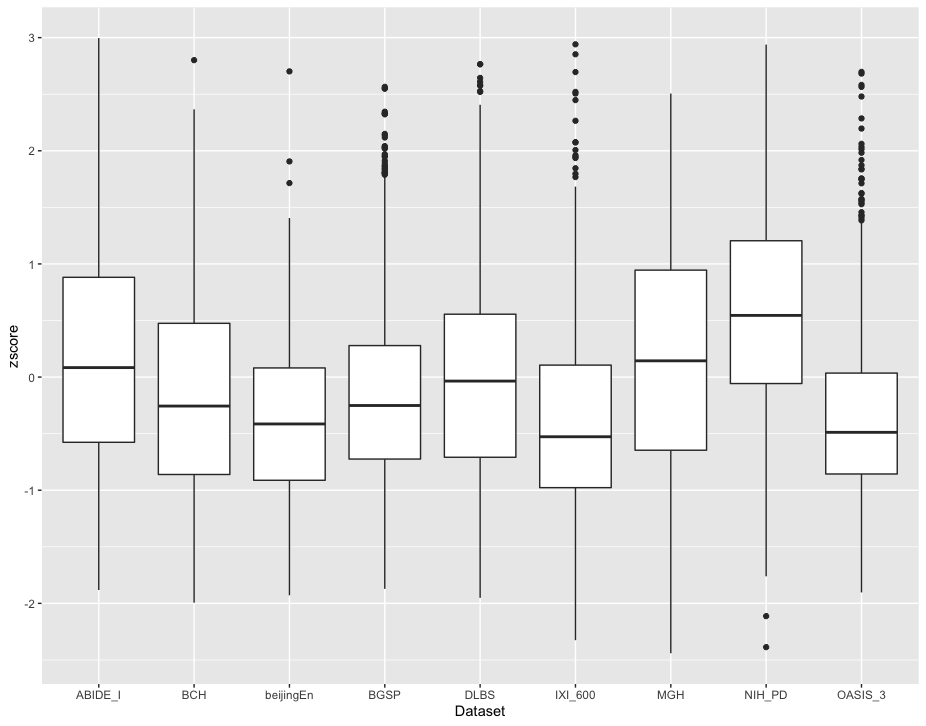 zscore
3
2
1
0
-1
-2
ABIDE_I BCH beijingEn BGSP DLBS IXI_600 MGH NIH_PD OASIS_3
Dataset